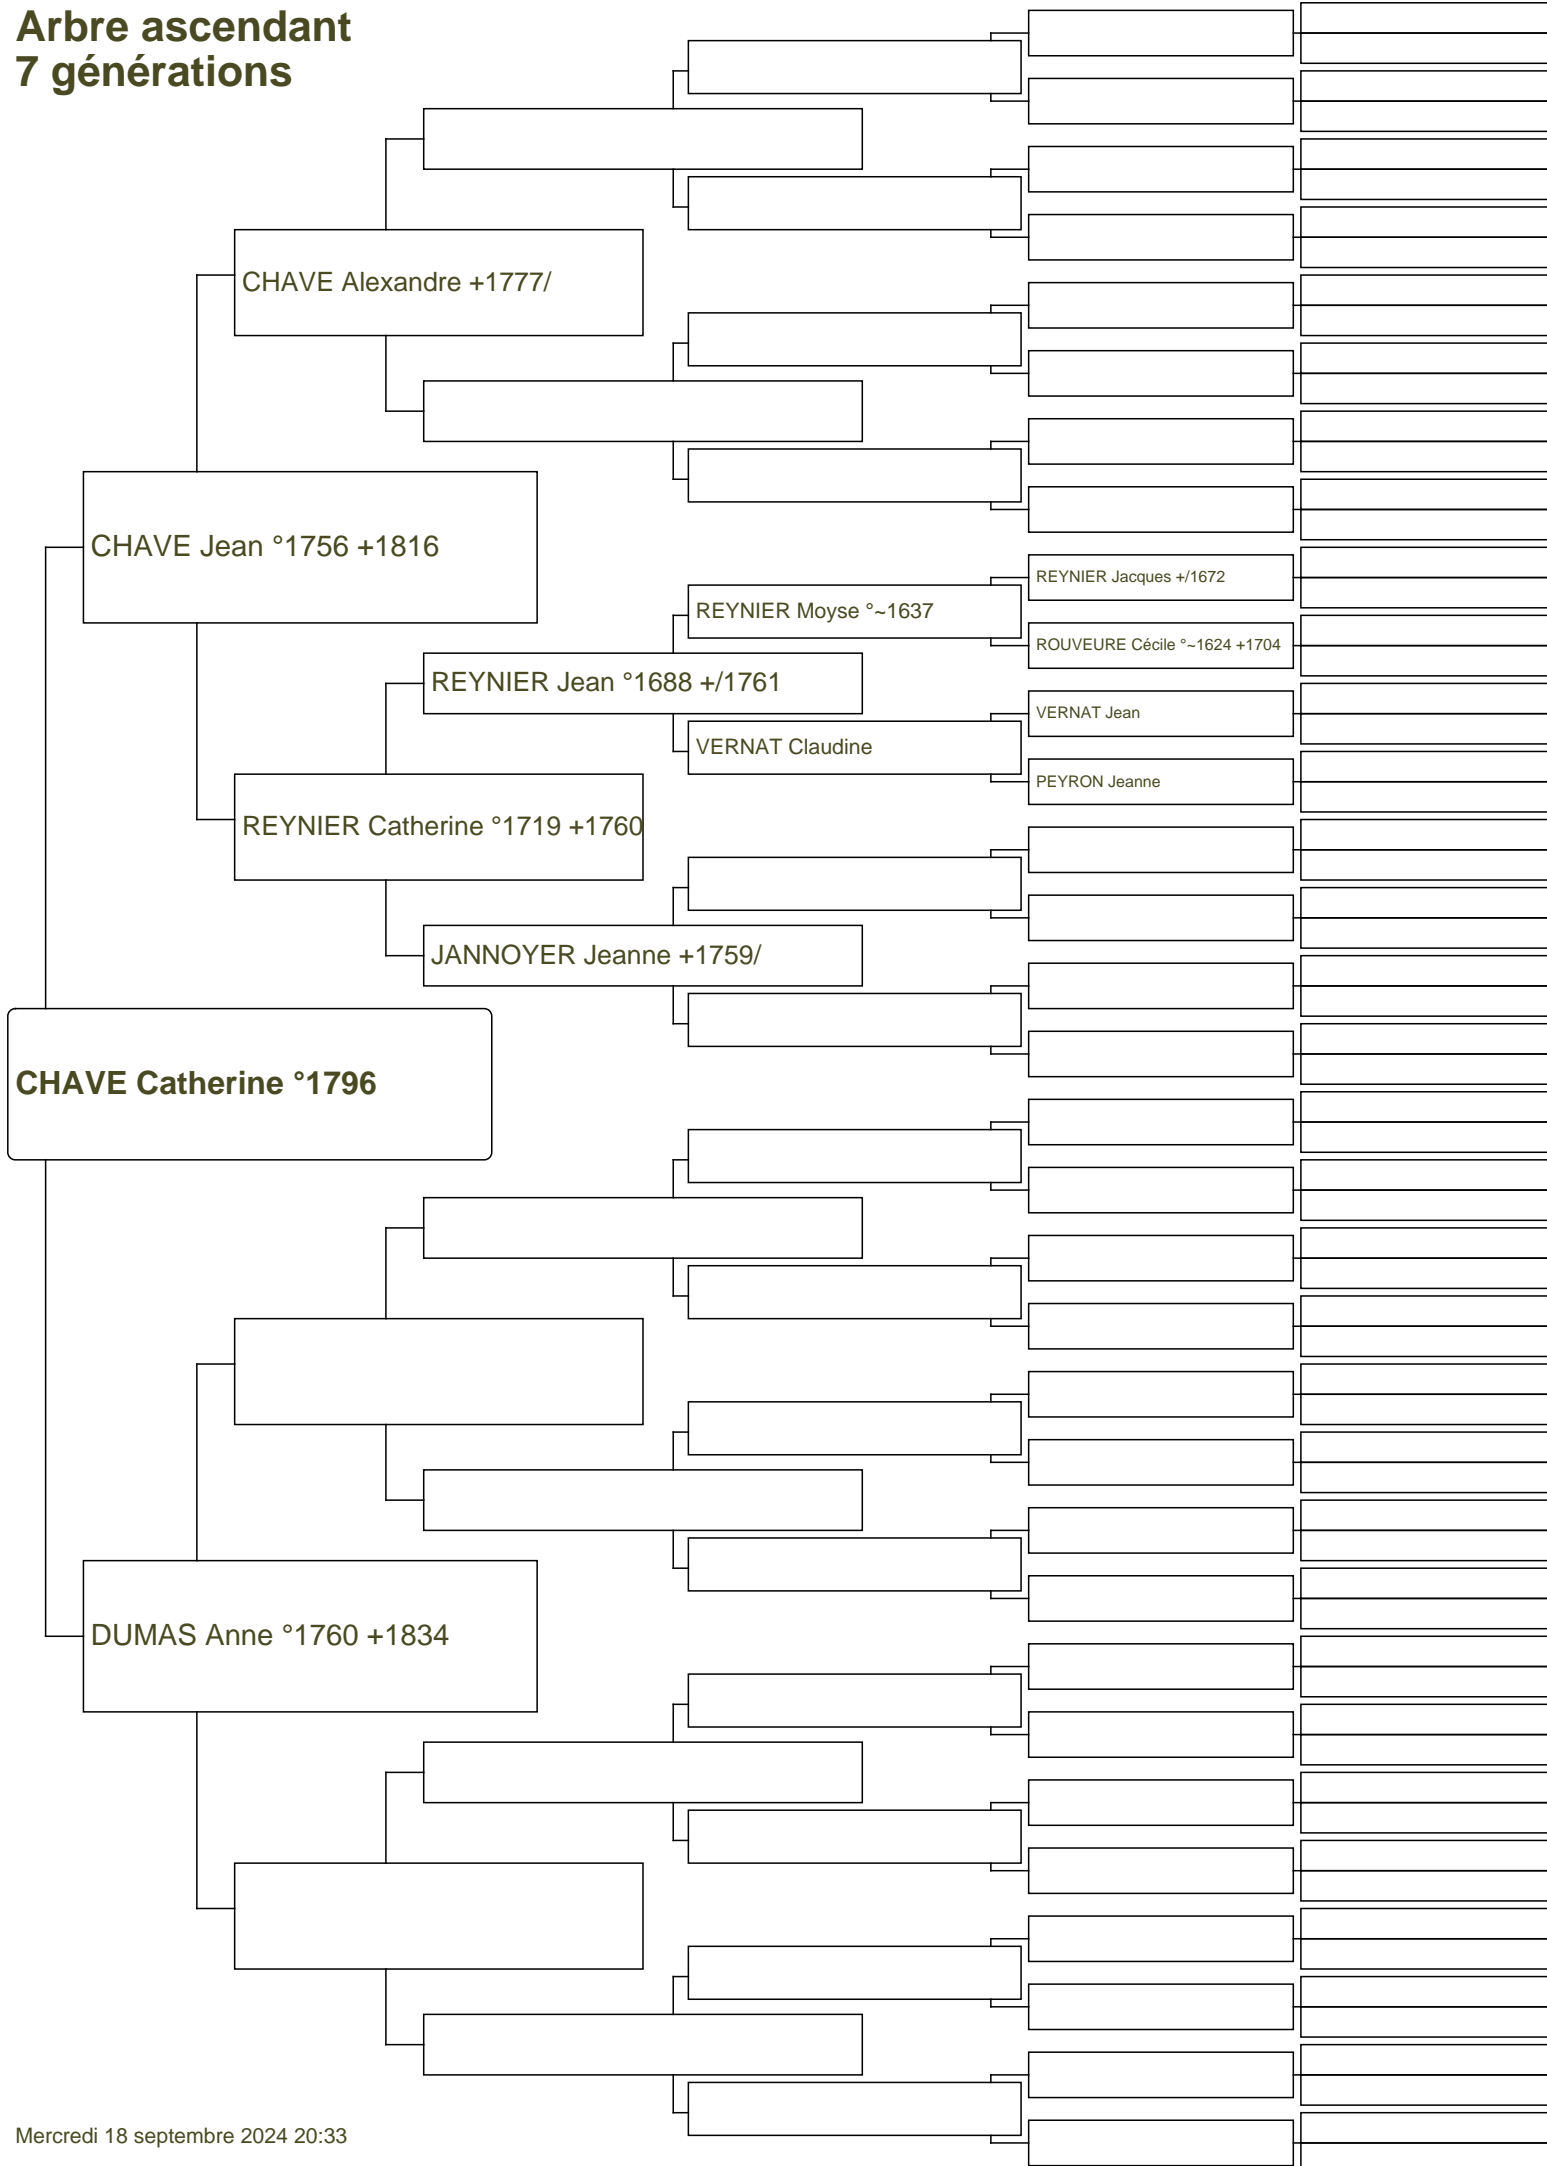 Arbre ascendant
7 générations
CHAVE Alexandre +1777/
CHAVE Jean °1756 +1816
REYNIER Jacques +/1672
REYNIER Moyse °~1637
ROUVEURE Cécile °~1624 +1704
REYNIER Jean °1688 +/1761
VERNAT Jean
VERNAT Claudine
PEYRON Jeanne
REYNIER Catherine °1719 +1760
JANNOYER Jeanne +1759/
CHAVE Catherine °1796
DUMAS Anne °1760 +1834
Mercredi 18 septembre 2024 20:33